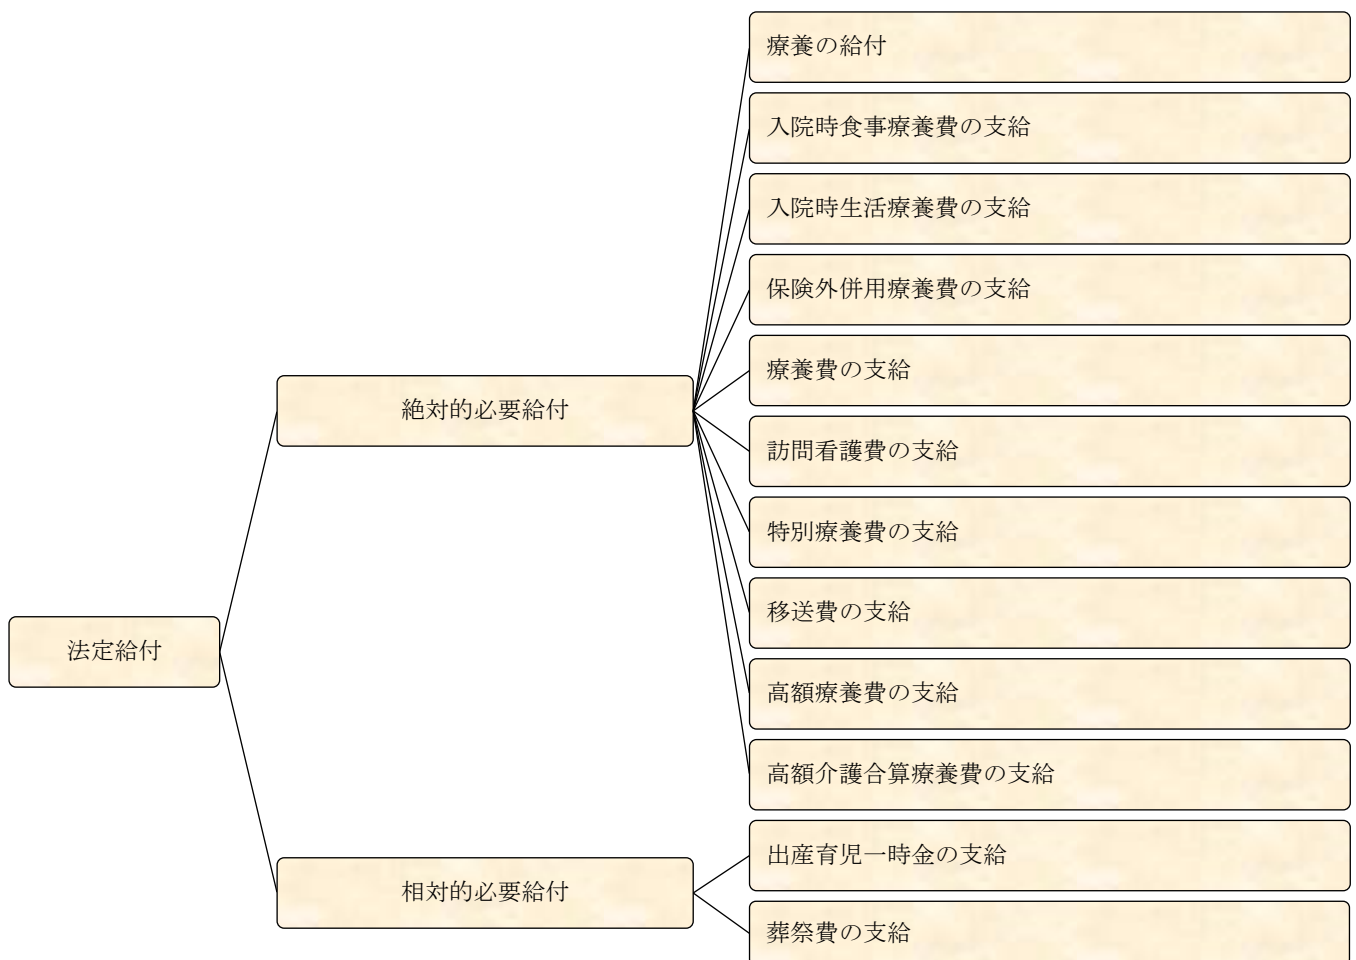 法定給付
絶対的必要給付
療養の給付
入院時食事療養費の支給
入院時生活療養費の支給
保険外併用療養費の支給
療養費の支給
訪問看護費の支給
特別療養費の支給
移送費の支給
高額療養費の支給
高額介護合算療養費の支給
相対的必要給付
出産育児一時金の支給
葬祭費の支給